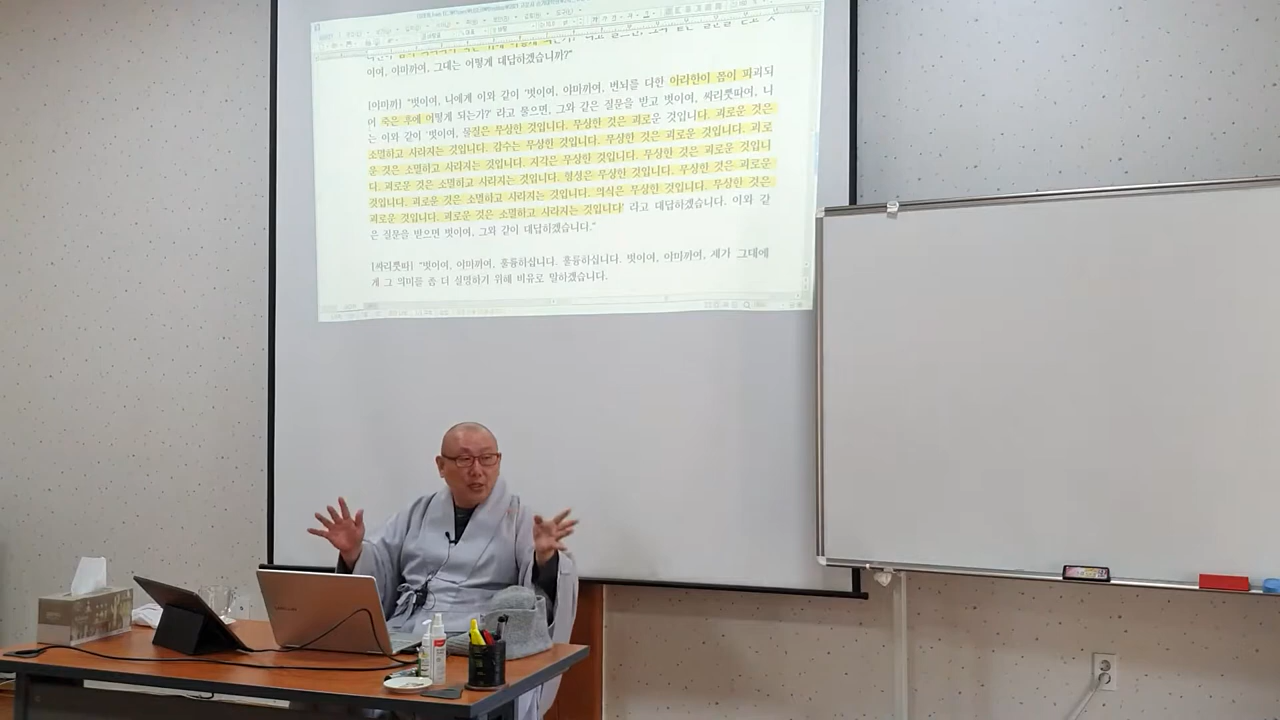 이여, 야마까여, 그대는 어떻게 대답하겠습니까?"
[야마까] "벗이여, 나에게 이와 같이 '벗이여, 야마까여, 번뇌를 다한 아라한이 몸이 파괴되
어 죽은 후에 어떻게 되는가?' 라고 물으면, 그와 같은 질문을 받고 벗이여, 싸리뿟따여, 나
는 이와 같이 '벗이여, 물질은 무상한 것입니다. 무상한 것은 괴로운 것입니다. 괴로운 것은
소멸하고 사라지는 것입니다. 감수는 무상한 것입니다. 무상한 것은 괴로운 것입니다. 괴로
운 것은 소멸하고 사라지는 것입니다. 지각은 무상한 것입니다. 무상한 것은 괴로운 것입니
다. 괴로운 것은 소멸하고 사라지는 것입니다. 형성은 무상한 것입니다. 무상한 것은 괴로운
것입니다. 괴로운 것은 소멸하고 사라지는 것입니다. 의식은 무상한 것입니다. 무상한 것은
괴로운 것입니다. 괴로운 것은 소멸하고 사라지는 것입니다' 라고 대답하겠습니다. 이와 같
은 질문을 받으면 벗이여, 그와 같이 대답하겠습니다."
[싸리뿟따] "벗이여, 야마까여, 훌륭하십니다. 훌륭하십니다. 벗이여, 야마까여, 제가 그대에
게 그 의미를 좀 더 설명하기 위해 비유로 말하겠습니다.